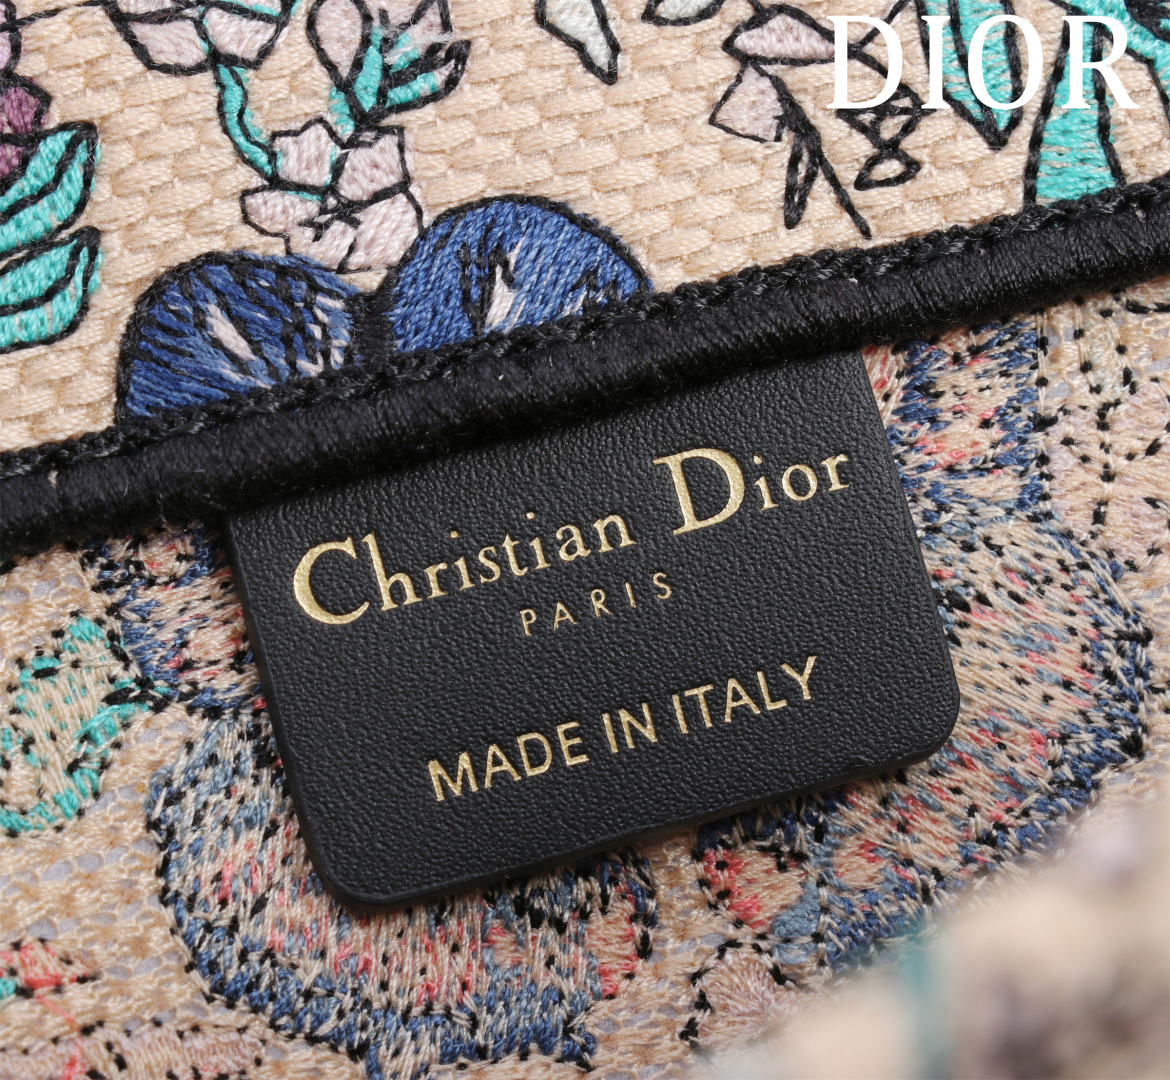 DIOR
Christian Dior
PARIS
MADE IN ITALY